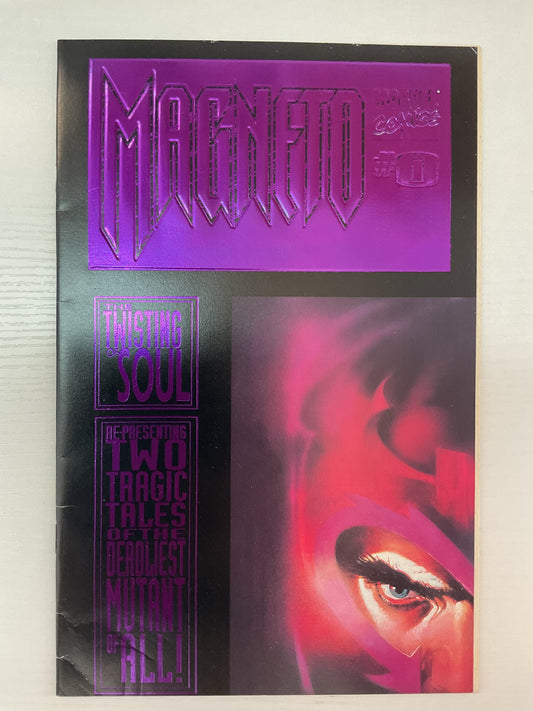 MAGNETO
MARVEL
COMICS
#0
THE
TWISTING
OF A
SOUL
RE-PRESENTING
TWO
TRAGIC
TALES
OF THE
DEADLIEST
MUTANT
OF ALL!